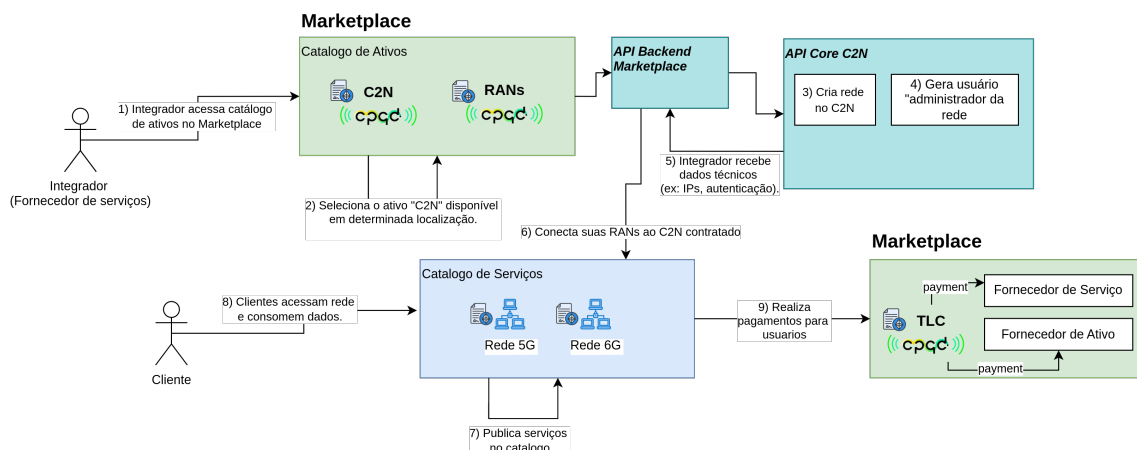 Marketplace
Catalogo de Ativos
C2N
cpqd
RANs
cpqd
API Backend
Marketplace
API Core C2N
3) Cria rede
no C2N
4) Gera usuário
"administrador da
rede
1) Integrador acessa catálogo
de ativos no Marketplace
Integrador
(Fornecedor de serviços)
2) Seleciona o ativo "C2N" disponível
em determinada localização.
5) Integrador recebe
dados técnicos
(ex: IPs, autenticação).
6) Conecta suas RANs ao C2N contratado
Catalogo de Serviços
Rede 5G
Rede 6G
8) Clientes acessam rede
e consomem dados.
Cliente
7) Publica serviços
no catalogo
9) Realiza
pagamentos para
usuarios
Marketplace
TLC
cpqd
payment
Fornecedor de Serviço
Fornecedor de Ativo
payment